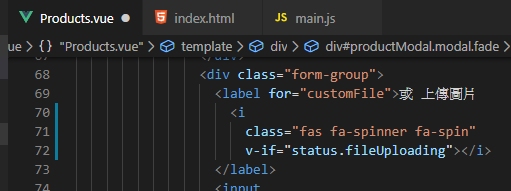 Products.vue index.html main.js
ue > {} "Products.vue" > template > div > div#productModal.modal.fade >
68 <div class="form-group">
69 <label for="customFile">或 上傳圖片
70 <i
71 class="fas fa-spinner fa-spin"
72 v-if="status.fileUploading"></i>
73 </label>
74 <input